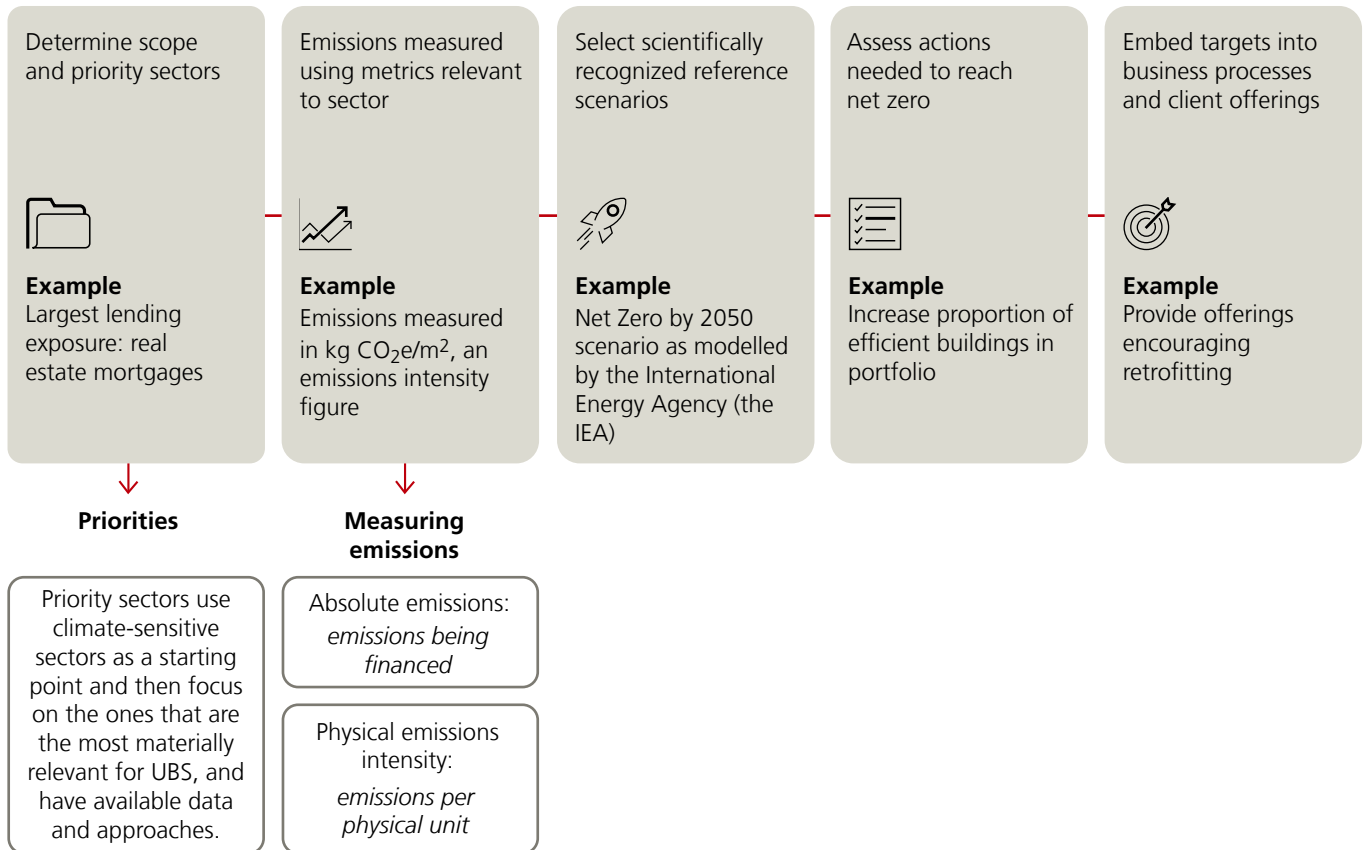 Determine scope
and priority sectors
Example
Largest lending
exposure: real
estate mortgages
Emissions measured
using metrics relevant
to sector
Example
Emissions measured
in kg CO₂e/m², an
emissions intensity
figure
Select scientifically
recognized reference
scenarios
Example
Net Zero by 2050
scenario as modelled
by the International
Energy Agency (the
IEA)
Assess actions
needed to reach
net zero
Example
Increase proportion of
efficient buildings in
portfolio
Embed targets into
business processes
and client offerings
Example
Provide offerings
encouraging
retrofitting
Priorities
Priority sectors use
climate-sensitive
sectors as a starting
point and then focus
on the ones that are
the most materially
relevant for UBS, and
have available data
and approaches.
Measuring
emissions
Absolute emissions:
emissions being
financed
Physical emissions
intensity:
emissions per
physical unit